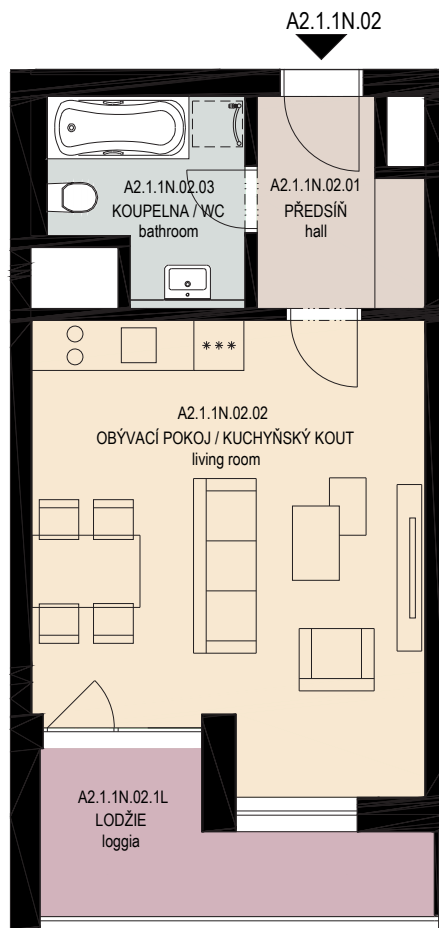 A2.1.1N.02
A2.1.1N.02.03
KOUPELNA / WC
bathroom
A2.1.1N.02.01
PŘEDSÍŇ
hall
A2.1.1N.02.02
OBÝVACÍ POKOJ / KUCHYŇSKÝ KOUT
living room
A2.1.1N.02.1L
LODŽIE
loggia